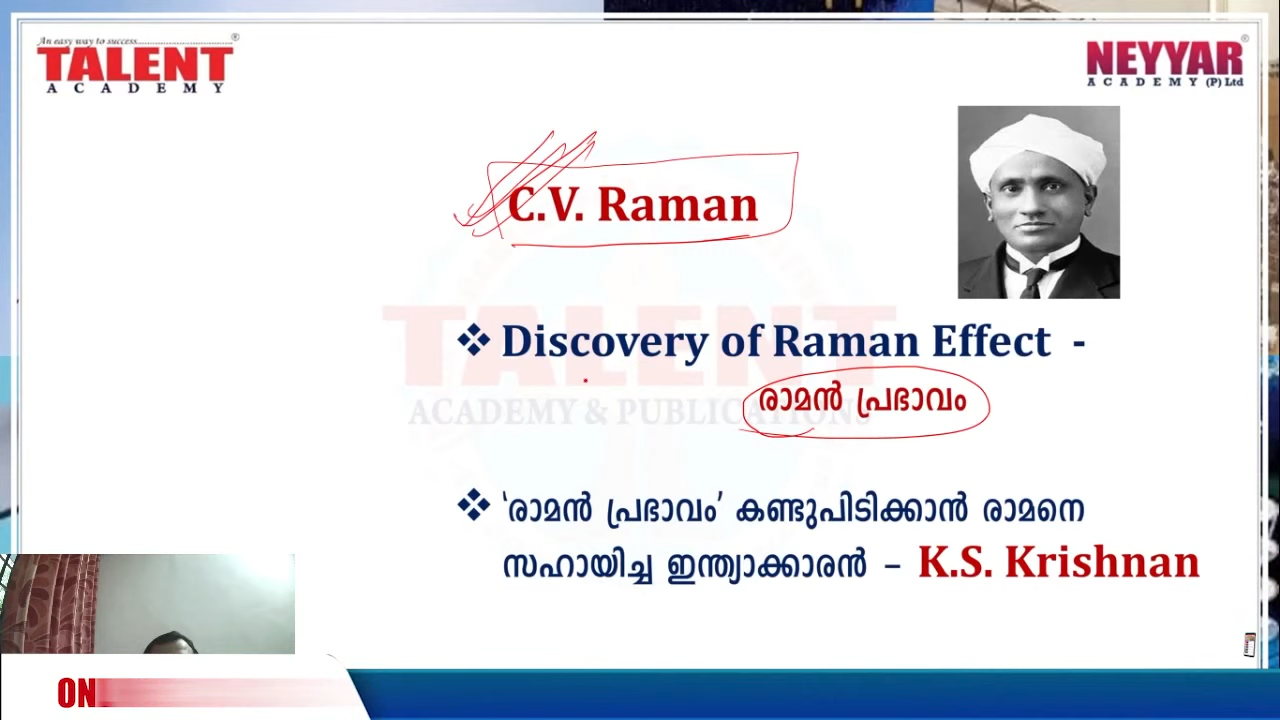 An easy way to success
TALENT
ACADEMY
NEYYAR
ACADEMY (P) Ltd
C.V. Raman
❖ Discovery of Raman Effect -
രാമൻ പ്രഭാവം
TALENT
ACADEMY & PUBLICATIONS
❖ ‘രാമൻ പ്രഭാവം’ കണ്ടുപിടിക്കാൻ രാമനെ
സഹായിച്ച ഇന്ത്യാക്കാരൻ – K.S. Krishnan
ON